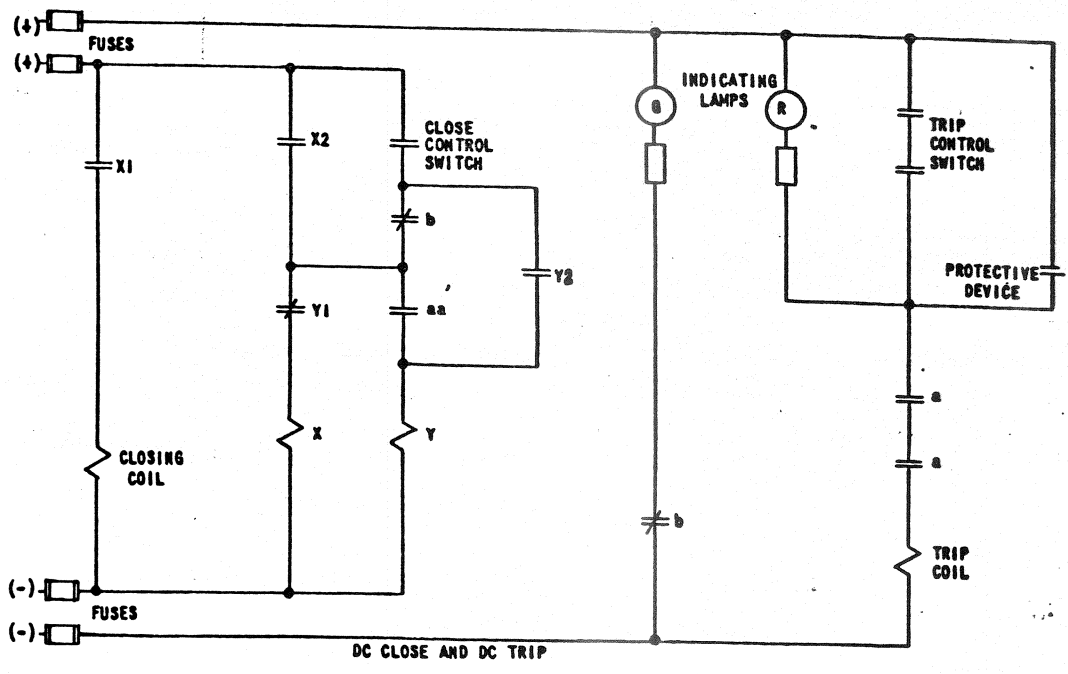 (+)
FUSES
(+)
INDICATING
LAMPS
G
R
X1
X2
CLOSE
CONTROL
SWITCH
TRIP
CONTROL
SWITCH
b
Y2
PROTECTIVE
DEVICE
Y1
aa
a
X
Y
CLOSING
COIL
a
b
TRIP
COIL
(-)
FUSES
(-)
DC CLOSE AND DC TRIP